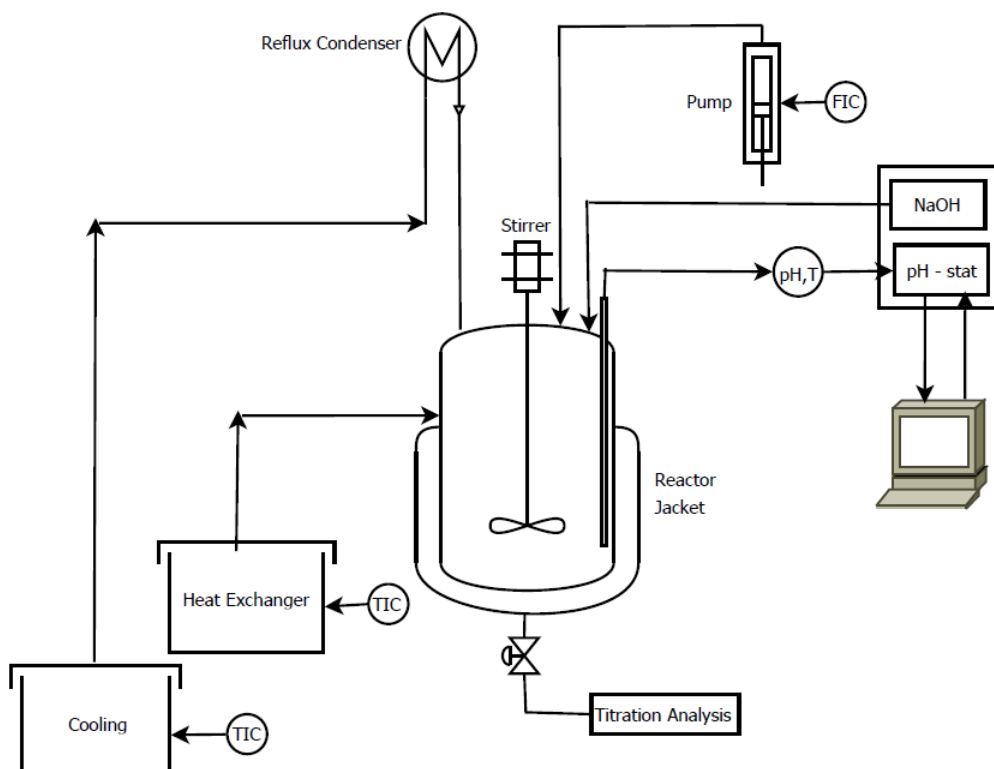 Reflux Condenser
Pump
FIC
NaOH
Stirrer
pH,T
pH - stat
Reactor
Jacket
Heat Exchanger
TIC
Cooling
TIC
Titration Analysis